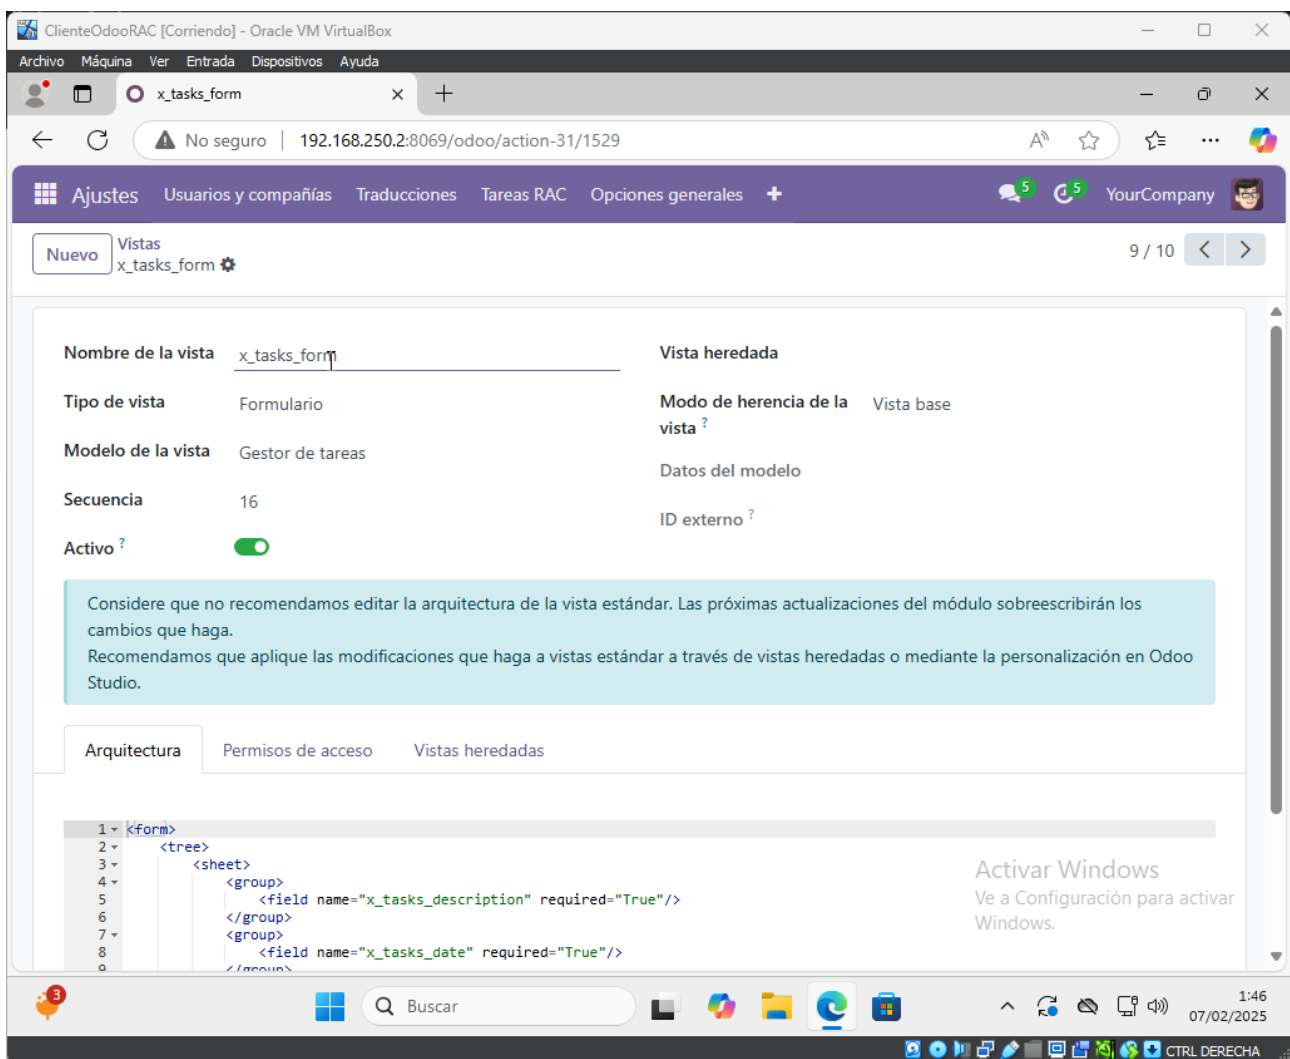 ClienteOdooRAC [Corriendo] - Oracle VM VirtualBox
Archivo Máquina Ver Entrada Dispositivos Ayuda
x_tasks_form
No seguro 192.168.250.2:8069/odoo/action-31/1529
Ajustes Usuarios y compañías Traducciones Tareas RAC Opciones generales 5 5 YourCompany
Nuevo
Vistas
x_tasks_form
9 / 10
Nombre de la vista x_tasks_form
Tipo de vista Formulario
Modelo de la vista Gestor de tareas
Secuencia 16
Activo ?
Vista heredada
Modo de herencia de la vista ? Vista base
Datos del modelo
ID externo ?
Considere que no recomendamos editar la arquitectura de la vista estándar. Las próximas actualizaciones del módulo sobreescribirán los
cambios que haga.
Recomendamos que aplique las modificaciones que haga a vistas estándar a través de vistas heredadas o mediante la personalización en Odoo
Studio.
Arquitectura Permisos de acceso Vistas heredadas
1 <form>
2 <tree>
3 <sheet>
4 <group>
5 <field name="x_tasks_description" required="True"/>
6 </group>
7 <group>
8 <field name="x_tasks_date" required="True"/>
9 </group>
Activar Windows
Ve a Configuración para activar
Windows.
3
Buscar
1:46
07/02/2025
CTRL DERECHA